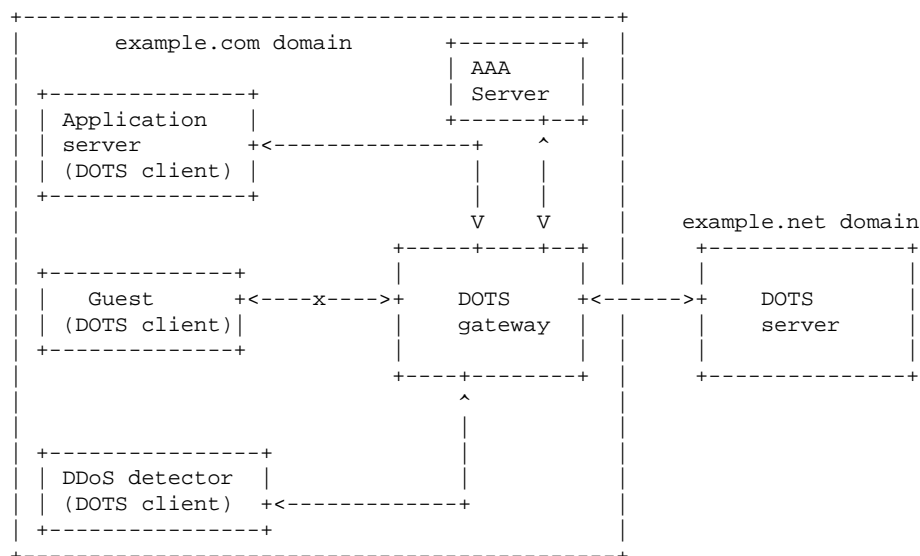 example.com domain
AAA
Server
Application
server
(DOTS client)
example.net domain
Guest
(DOTS client)
x
DOTS
gateway
DOTS
server
DDoS detector
(DOTS client)